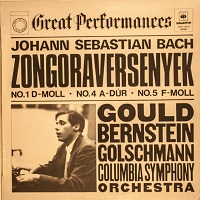 Great Performances
JOHANN SEBASTIAN BACH
ZONGORAVERSENYEK
NO.1 D-MOLL · NO.4 A-DÚR · NO.5 F-MOLL
GOULD
BERNSTEIN
GOLSCHMANN
COLUMBIA SYMPHONY
ORCHESTRA